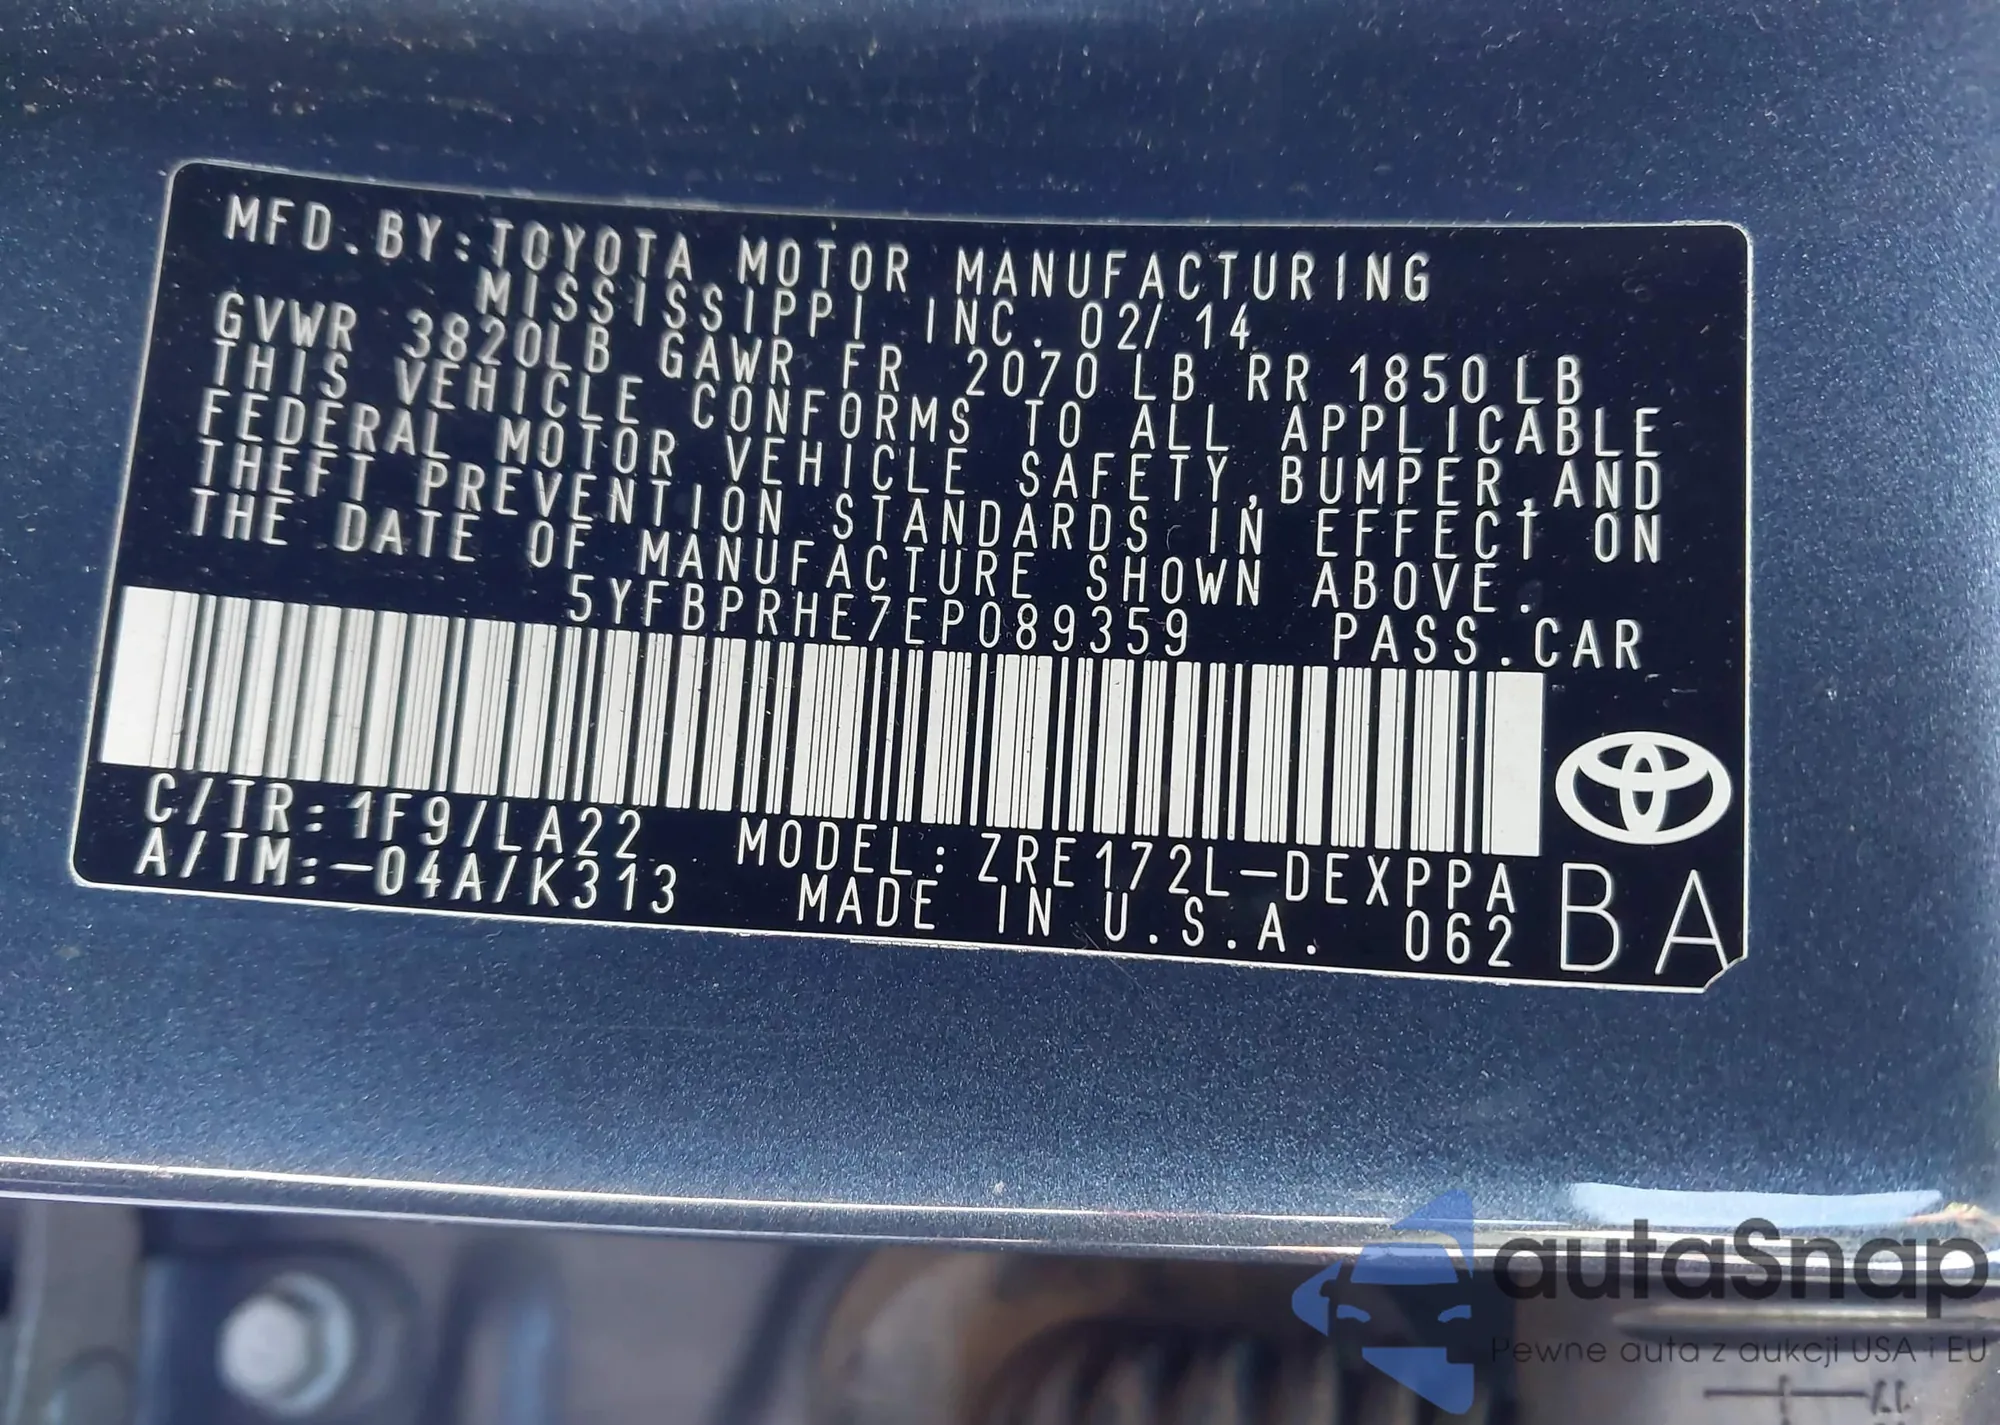 MFD.BY:TOYOTA MOTOR MANUFACTURING
MISSISSIPPI INC. 02/14
GVWR 3820LB GAWR FR 2070LB RR 1850LB
THIS VEHICLE CONFORMS TO ALL APPLICABLE
FEDERAL MOTOR VEHICLE SAFETY,BUMPER,AND
THEFT PREVENTION STANDARDS IN EFFECT ON
THE DATE OF MANUFACTURE SHOWN ABOVE.
5YFBPRHE7EP089359 PASS.CAR
C/TR:1F9/LA22 MODEL:ZRE172L-DEXPPA
A/TM:-04A/K313 MADE IN U.S.A. 062 BA
autaSnap
Pewne auta z aukcji USA i EU